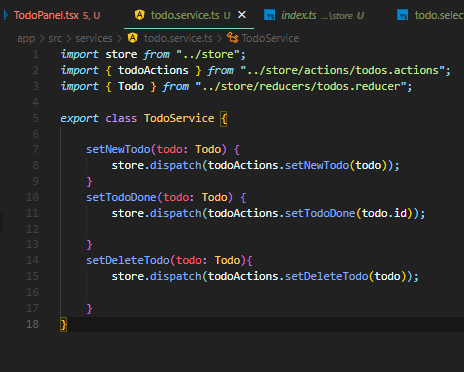 TodoPanel.tsx 5, U todo.service.ts U index.ts ...\store U todo.selec
app > src > services > todo.service.ts > TodoService
1 import store from "../store";
2 import { todoActions } from "../store/actions/todos.actions";
3 import { Todo } from "../store/reducers/todos.reducer";
4
5 export class TodoService {
6
7 setNewTodo(todo: Todo) {
8 store.dispatch(todoActions.setNewTodo(todo));
9 }
10 setTodoDone(todo: Todo) {
11 store.dispatch(todoActions.setTodoDone(todo.id));
12
13 }
14 setDeleteTodo(todo: Todo){
15 store.dispatch(todoActions.setDeleteTodo(todo));
16
17 }
18 }